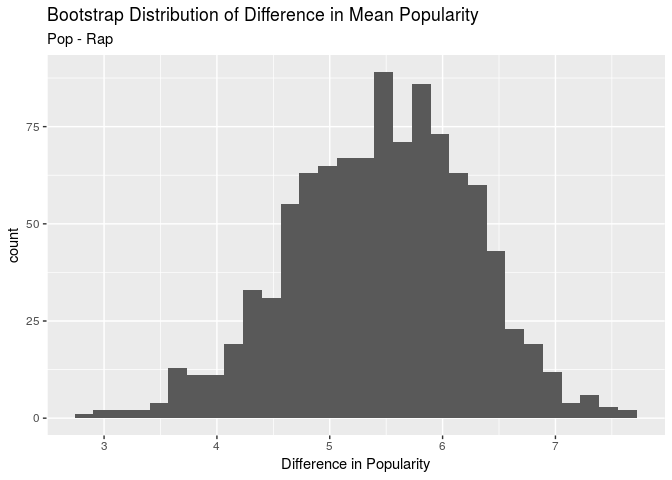 Bootstrap Distribution of Difference in Mean Popularity
Pop - Rap
75
50
25
0
count
3 4 5 6 7
Difference in Popularity